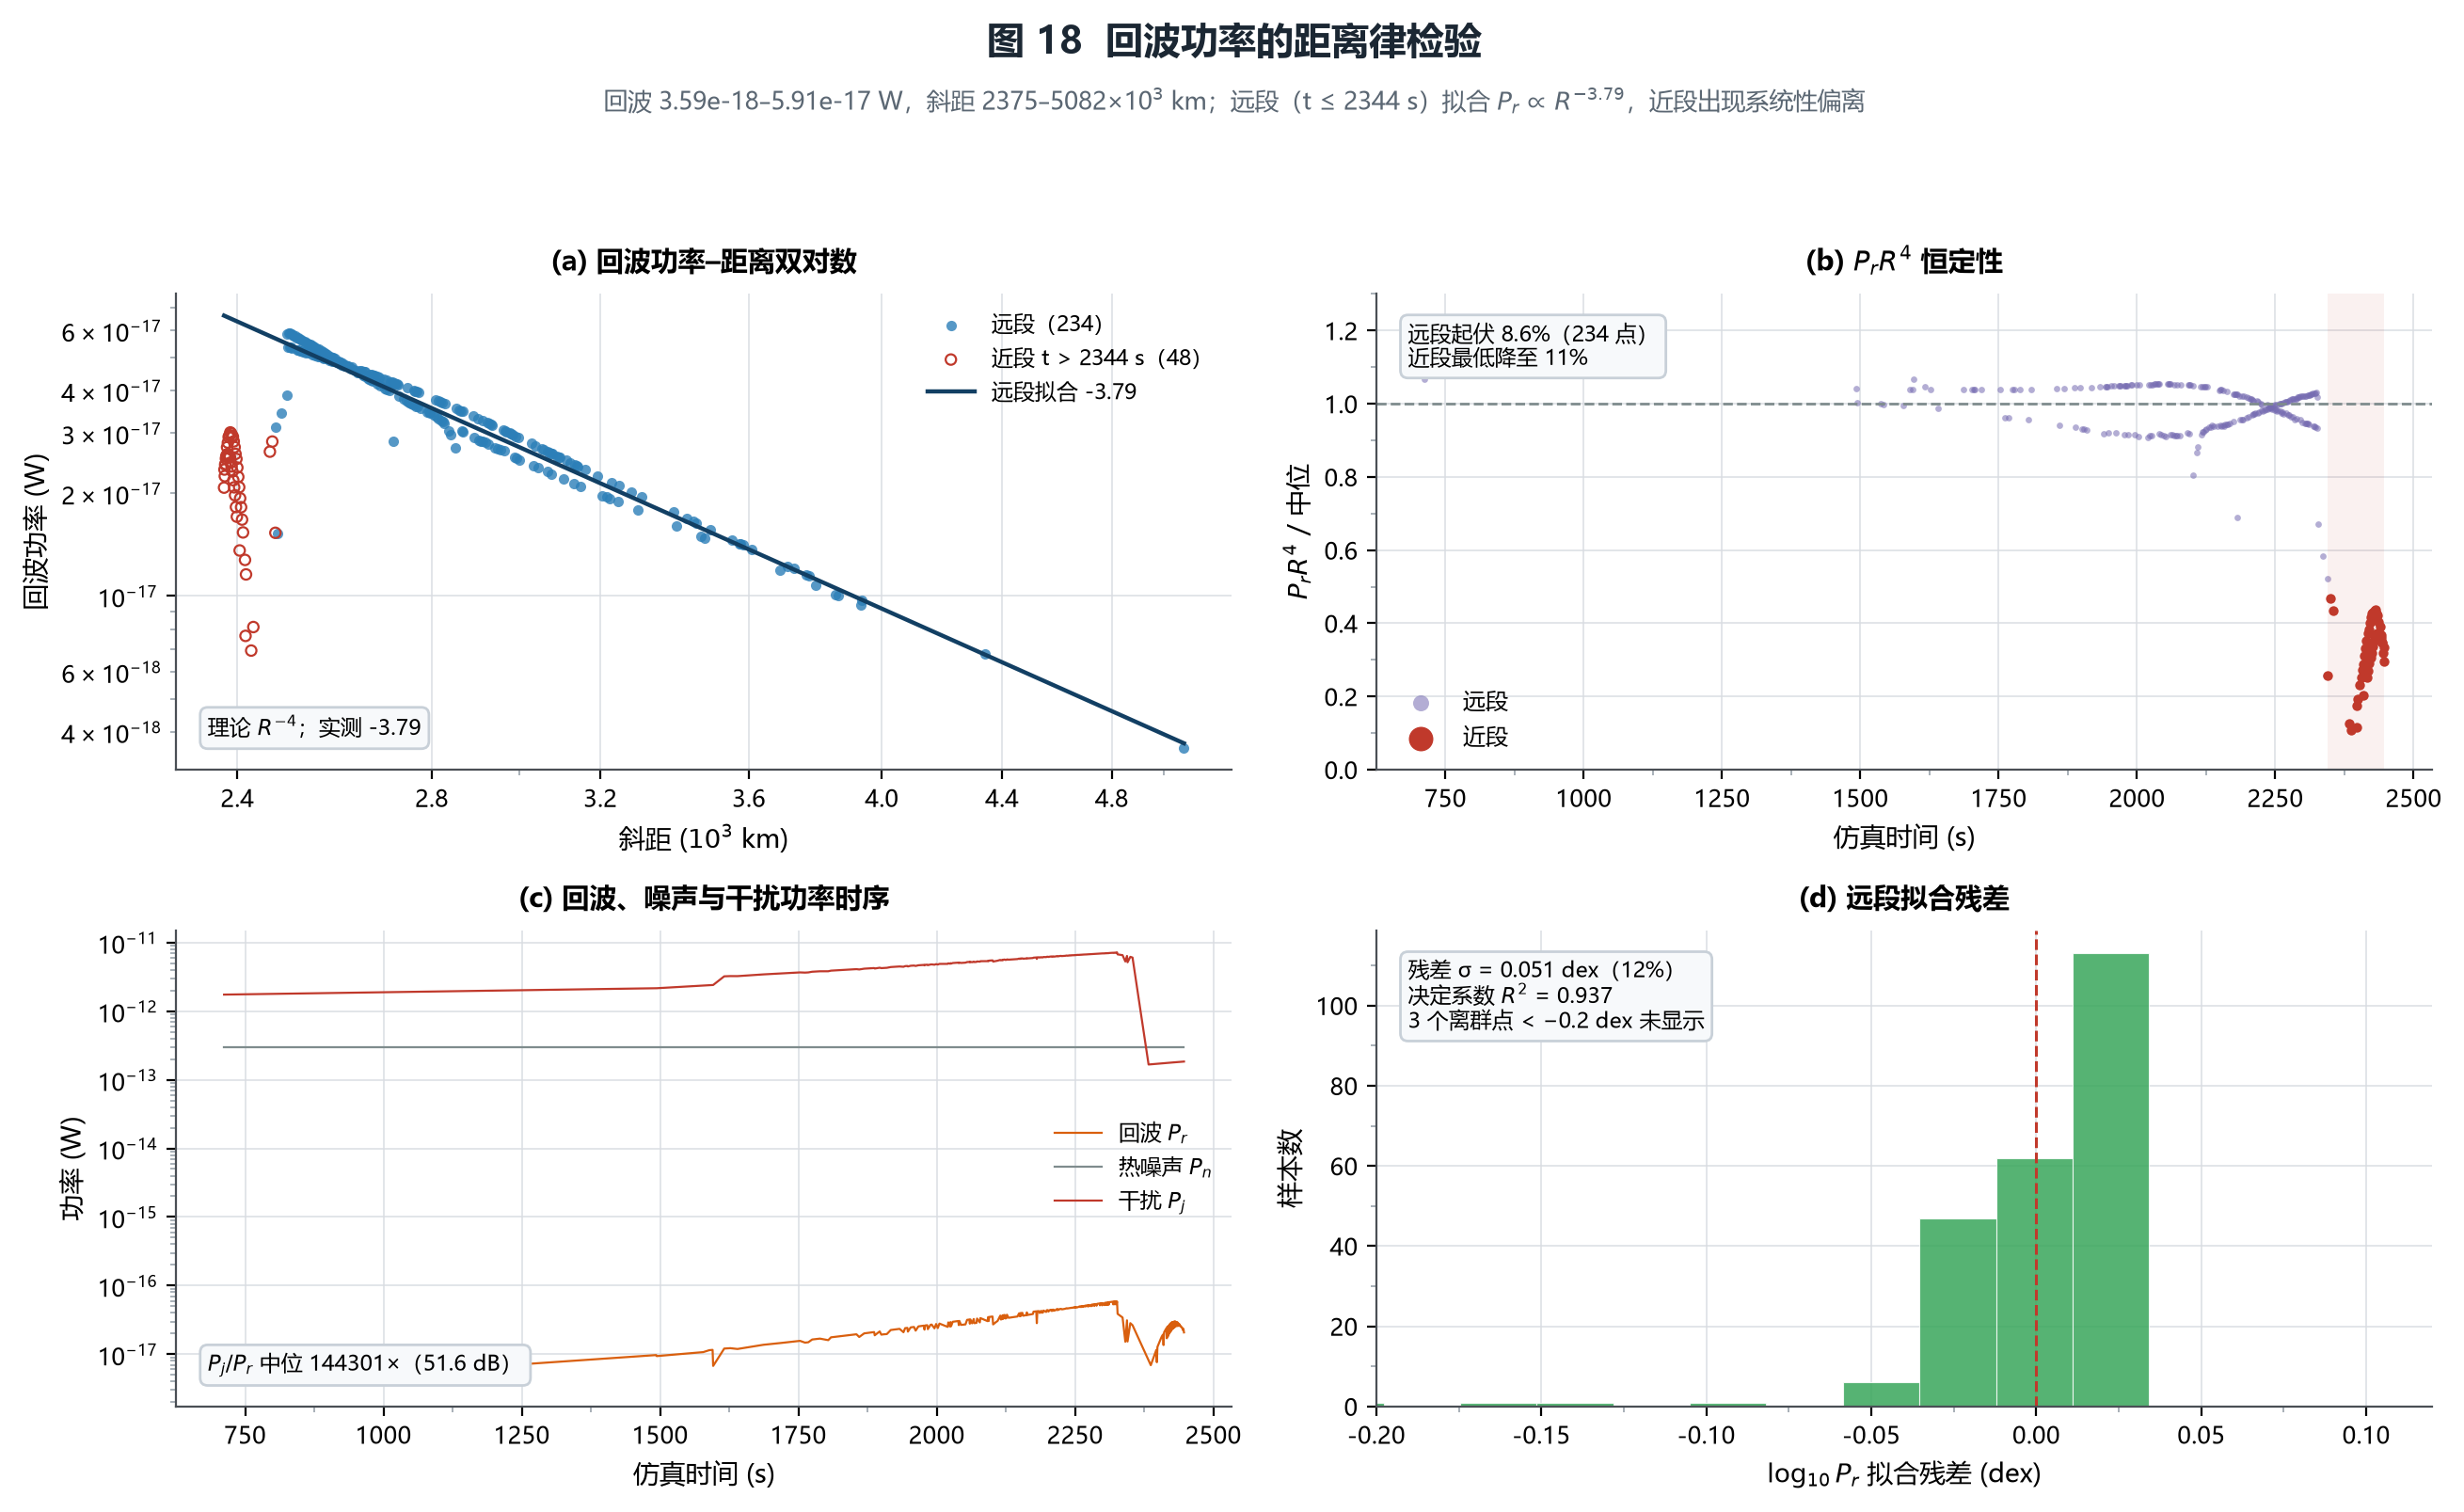 图 18 回波功率的距离律检验
回波 3.59e-18–5.91e-17 W，斜距 2375–5082×10³ km；远段（t ≤ 2344 s）拟合 Pᵣ ∝ R⁻³·⁷⁹，近段出现系统性偏离
(a) 回波功率–距离双对数
回波功率 (W)
6 × 10⁻¹⁷
4 × 10⁻¹⁷
3 × 10⁻¹⁷
2 × 10⁻¹⁷
10⁻¹⁷
6 × 10⁻¹⁸
4 × 10⁻¹⁸
远段（234）
近段 t > 2344 s（48）
远段拟合 -3.79
理论 R⁻⁴；实测 -3.79
2.4 2.8 3.2 3.6 4.0 4.4 4.8
斜距 (10³ km)
(b) PᵣR⁴ 恒定性
PᵣR⁴ / 中位
1.2
1.0
0.8
0.6
0.4
0.2
0.0
远段起伏 8.6%（234 点）
近段最低降至 11%
远段
近段
750 1000 1250 1500 1750 2000 2250 2500
仿真时间 (s)
(c) 回波、噪声与干扰功率时序
功率 (W)
10⁻¹¹
10⁻¹²
10⁻¹³
10⁻¹⁴
10⁻¹⁵
10⁻¹⁶
10⁻¹⁷
回波 Pᵣ
热噪声 Pₙ
干扰 Pⱼ
Pⱼ/Pᵣ 中位 144301×（51.6 dB）
750 1000 1250 1500 1750 2000 2250 2500
仿真时间 (s)
(d) 远段拟合残差
样本数
100
80
60
40
20
0
残差 σ = 0.051 dex（12%）
决定系数 R² = 0.937
3 个离群点 < −0.2 dex 未显示
-0.20 -0.15 -0.10 -0.05 0.00 0.05 0.10
log₁₀ Pᵣ 拟合残差 (dex)